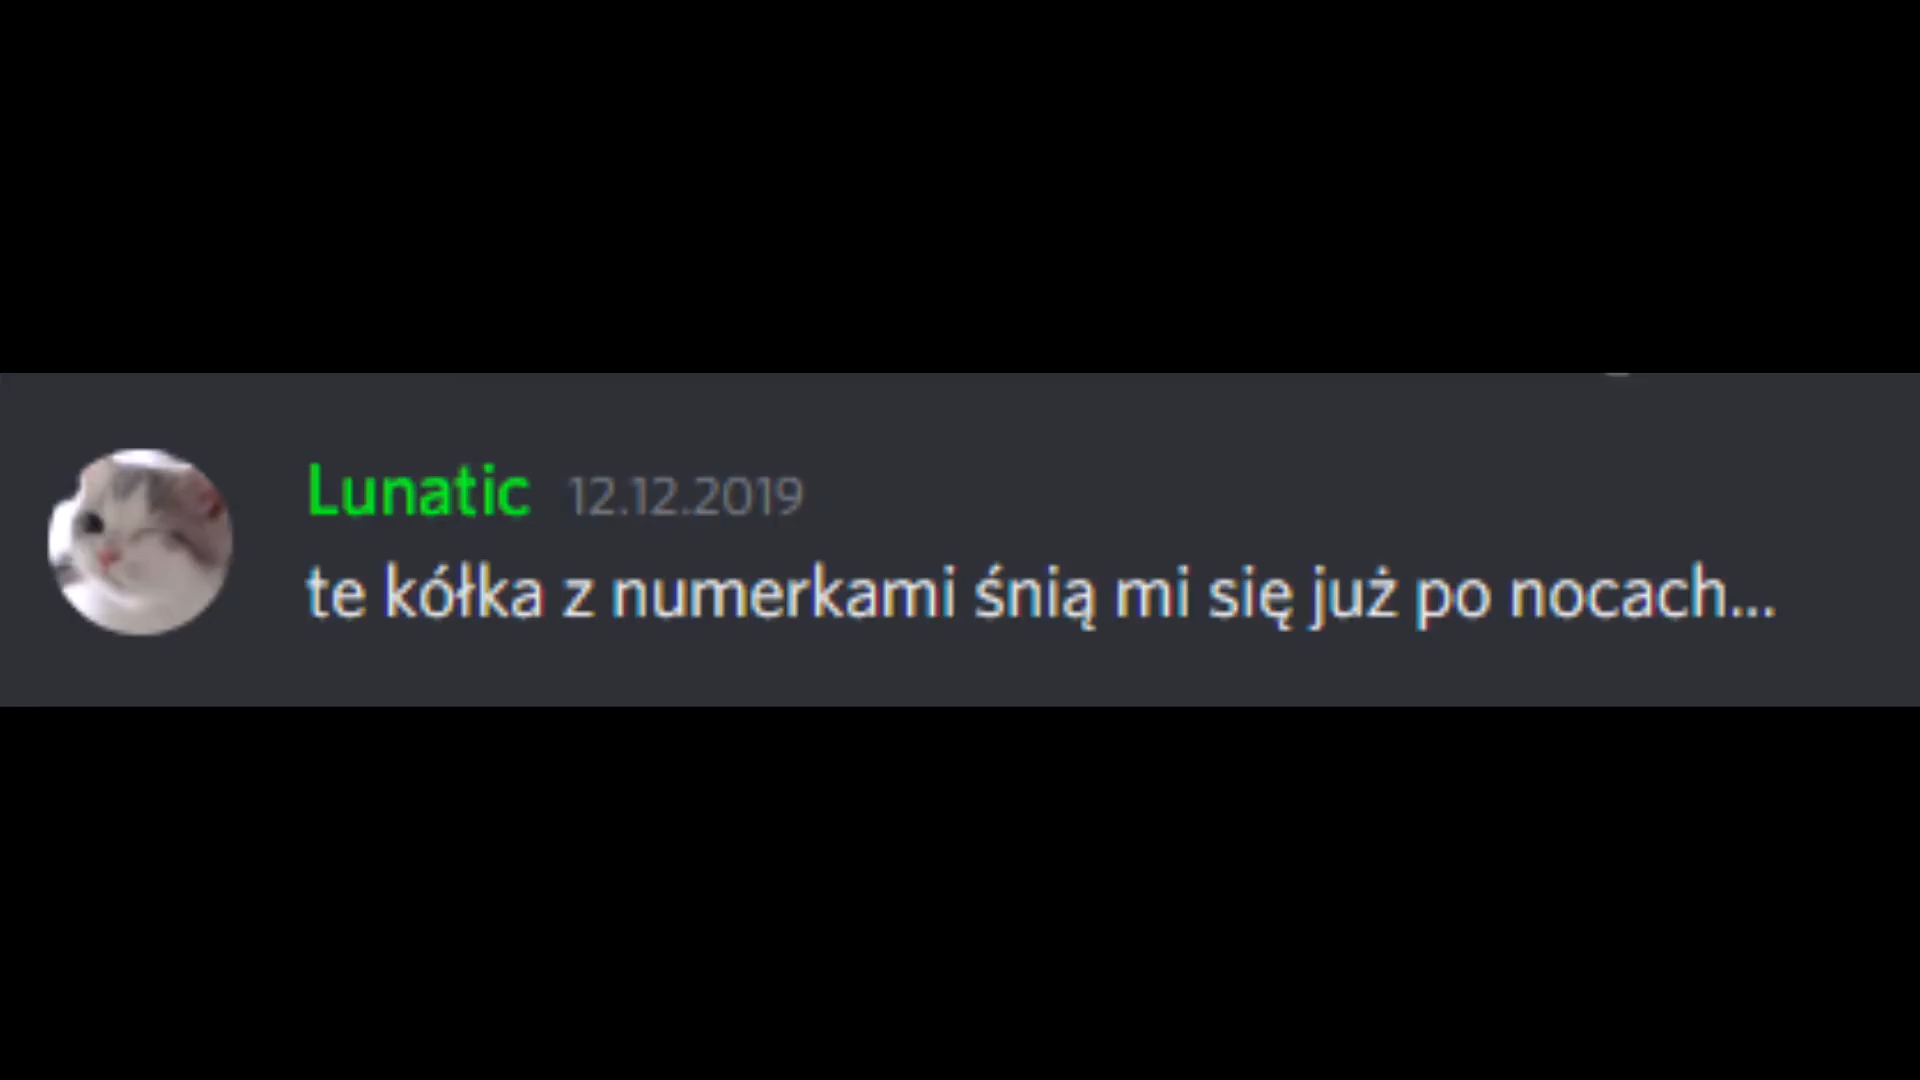 Lunatic 12.12.2019
te kółka z numerkami śnią mi się już po nocach...